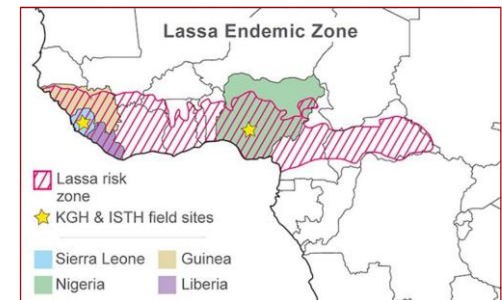 Lassa Endemic Zone
Lassa risk
zone
KGH & ISTH field sites
Sierra Leone
Guinea
Nigeria
Liberia